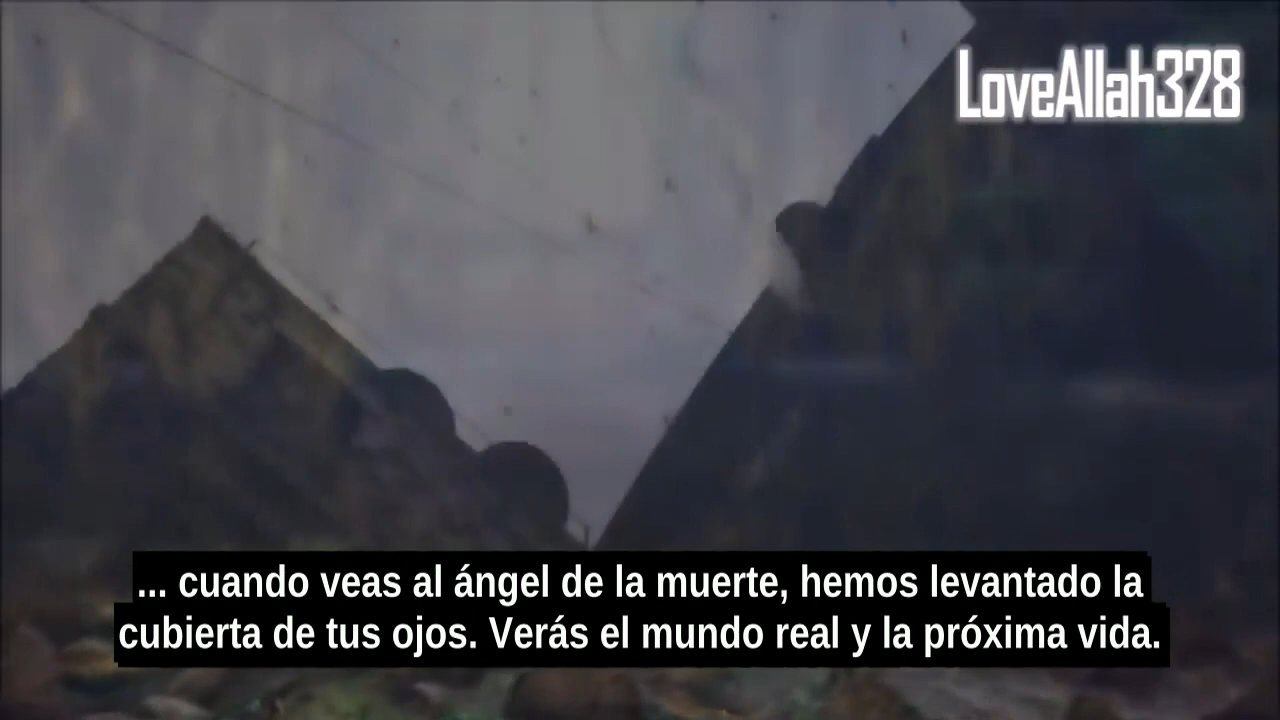 LoveAllah328
... cuando veas al ángel de la muerte, hemos levantado la
cubierta de tus ojos. Verás el mundo real y la próxima vida.